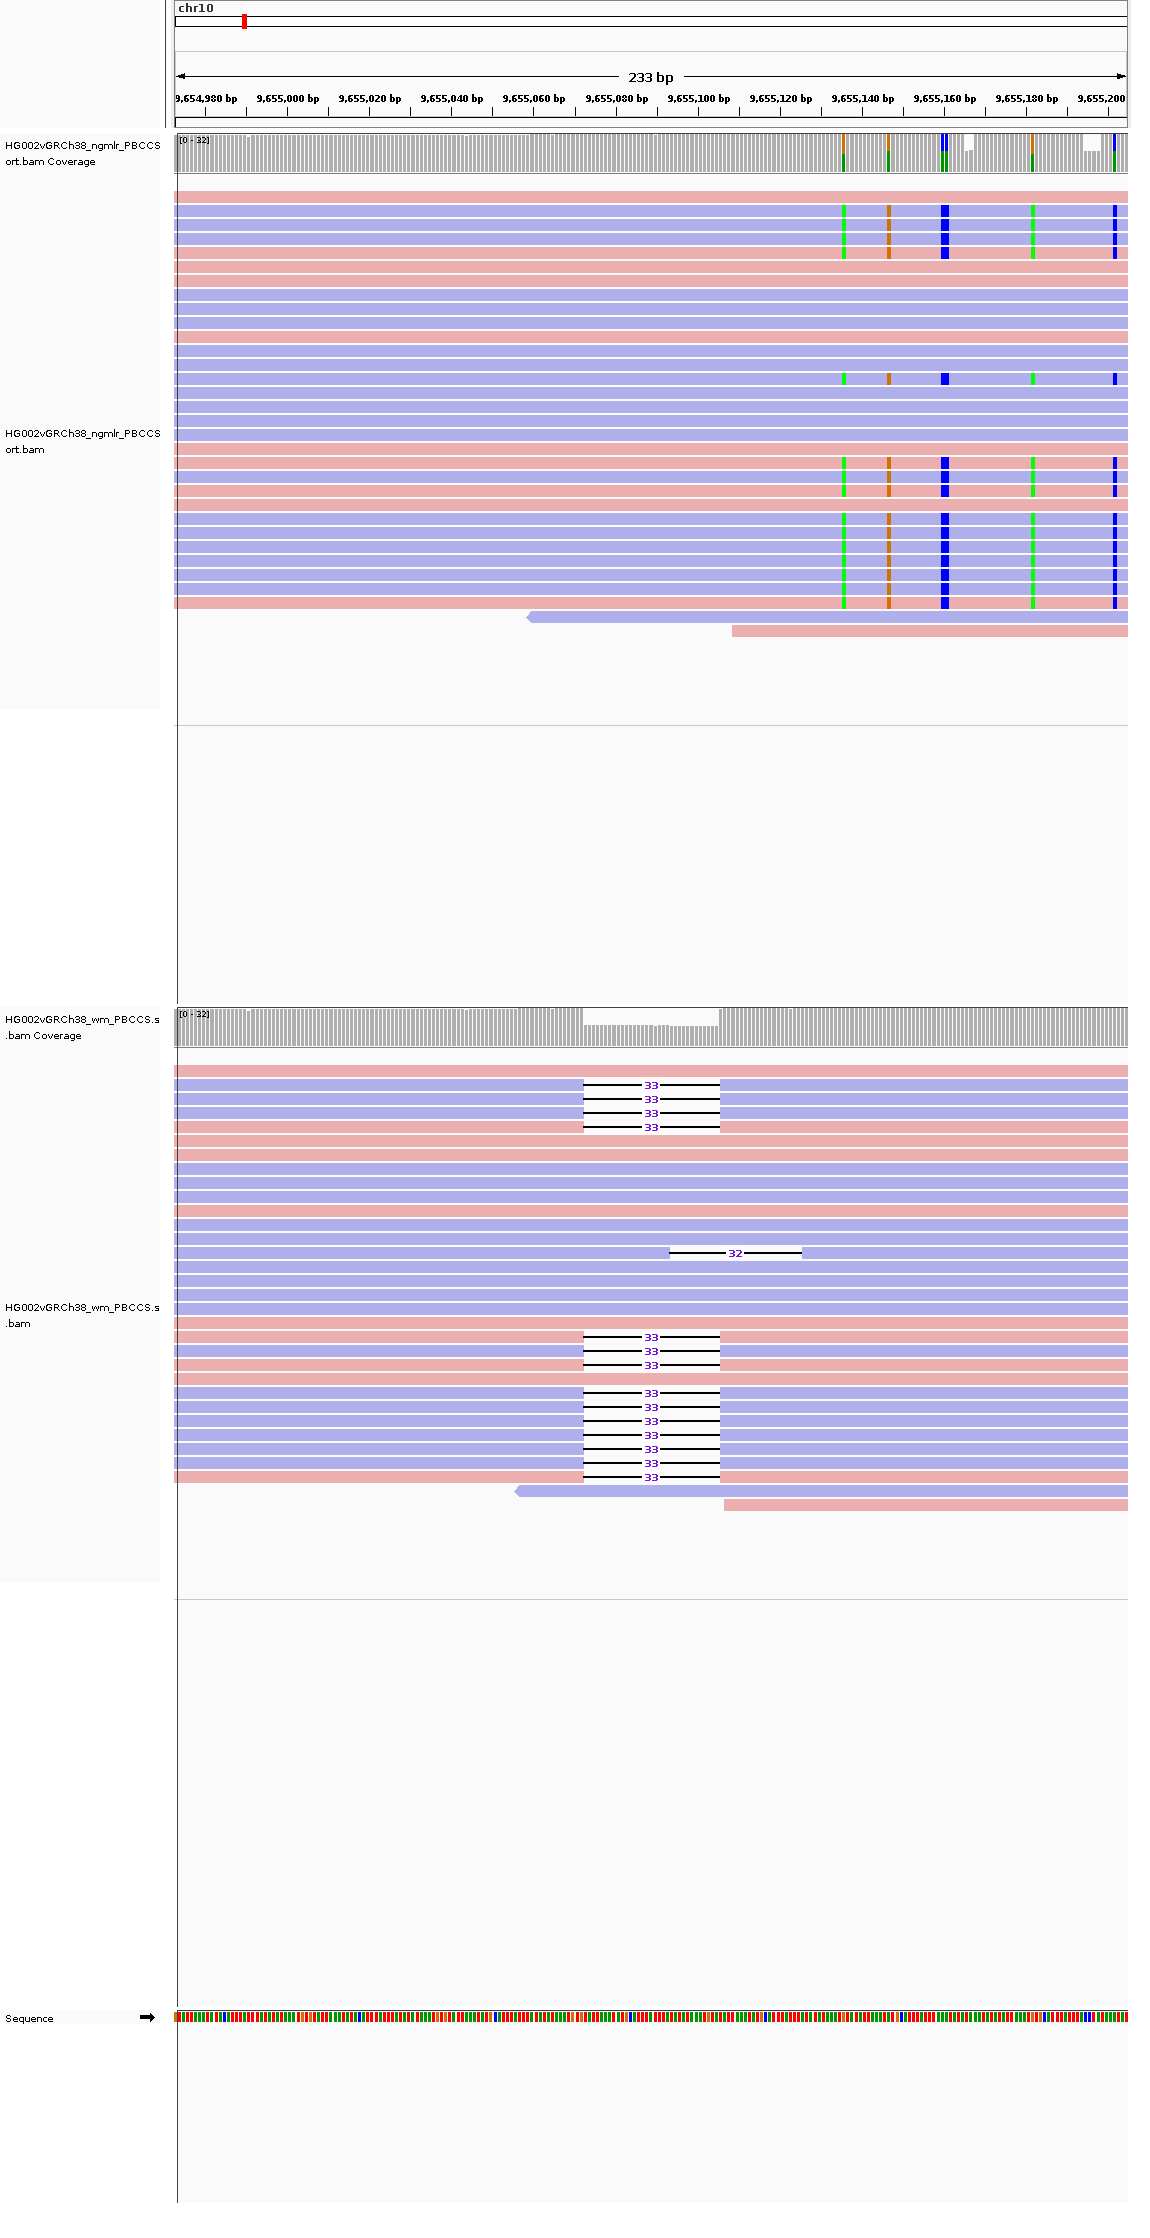 chr10
233 bp
9,654,980 bp 9,655,000 bp 9,655,020 bp 9,655,040 bp 9,655,060 bp 9,655,080 bp 9,655,100 bp 9,655,120 bp 9,655,140 bp 9,655,160 bp 9,655,180 bp 9,655,200
[0 - 32]
HG002vGRCh38_ngmlr_PBCCS
ort.bam Coverage
HG002vGRCh38_ngmlr_PBCCS
ort.bam
HG002vGRCh38_wm_PBCCS.s
.bam Coverage
[0 - 32]
33
33
33
33
32
HG002vGRCh38_wm_PBCCS.s
.bam
33
33
33
33
33
33
33
33
33
33
Sequence